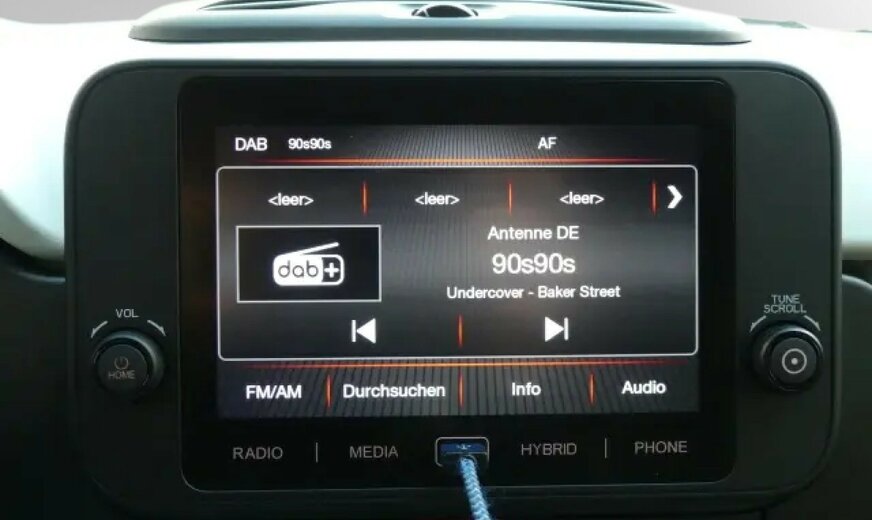 DAB 90s90s AF
<leer> <leer> <leer>
Antenne DE
dab+
90s90s
Undercover - Baker Street
VOL
TUNE
SCROLL
HOME
FM/AM Durchsuchen Info Audio
RADIO MEDIA HYBRID PHONE